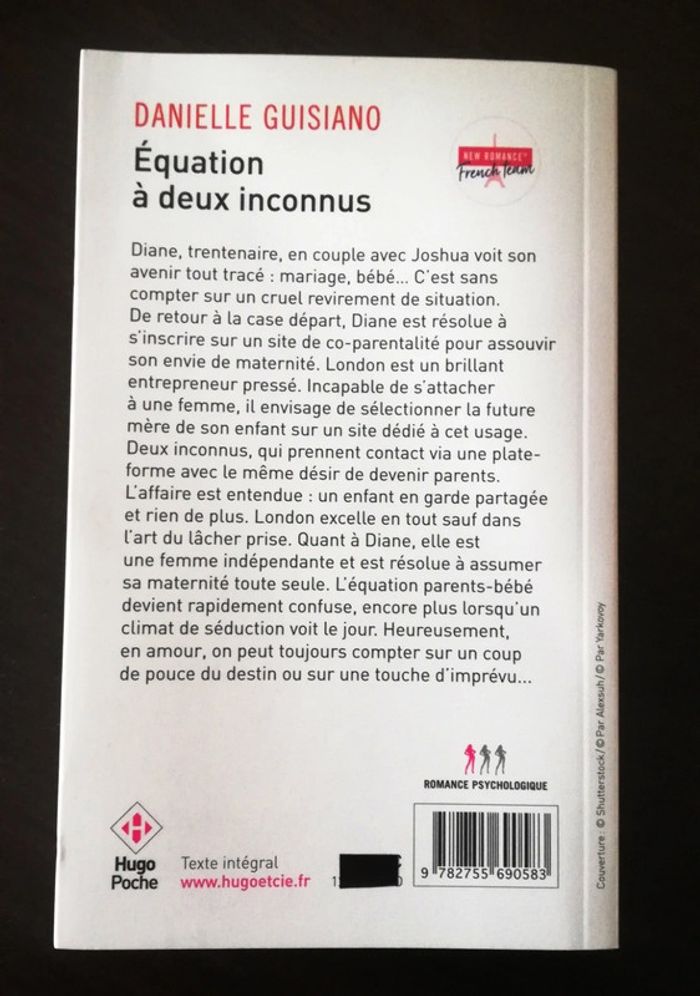 DANIELLE GUISIANO
Équation
à deux inconnus
NEW ROMANCE®
French Team
Diane, trentenaire, en couple avec Joshua voit son
avenir tout tracé : mariage, bébé... C'est sans
compter sur un cruel revirement de situation.
De retour à la case départ, Diane est résolue à
s'inscrire sur un site de co-parentalité pour assouvir
son envie de maternité. London est un brillant
entrepreneur pressé. Incapable de s'attacher
à une femme, il envisage de sélectionner la future
mère de son enfant sur un site dédié à cet usage.
Deux inconnus, qui prennent contact via une plate-
forme avec le même désir de devenir parents.
L'affaire est entendue : un enfant en garde partagée
et rien de plus. London excelle en tout sauf dans
l'art du lâcher prise. Quant à Diane, elle est
une femme indépendante et est résolue à assumer
sa maternité toute seule. L'équation parents-bébé
devient rapidement confuse, encore plus lorsqu'un
climat de séduction voit le jour. Heureusement,
en amour, on peut toujours compter sur un coup
de pouce du destin ou sur une touche d'imprévu...
ROMANCE PSYCHOLOGIQUE
Hugo
Poche
Texte intégral
www.hugoetcie.fr
9 782755 690583
Couverture : © Shutterstock / © Par Alexsuh / © Par Yarkovoy